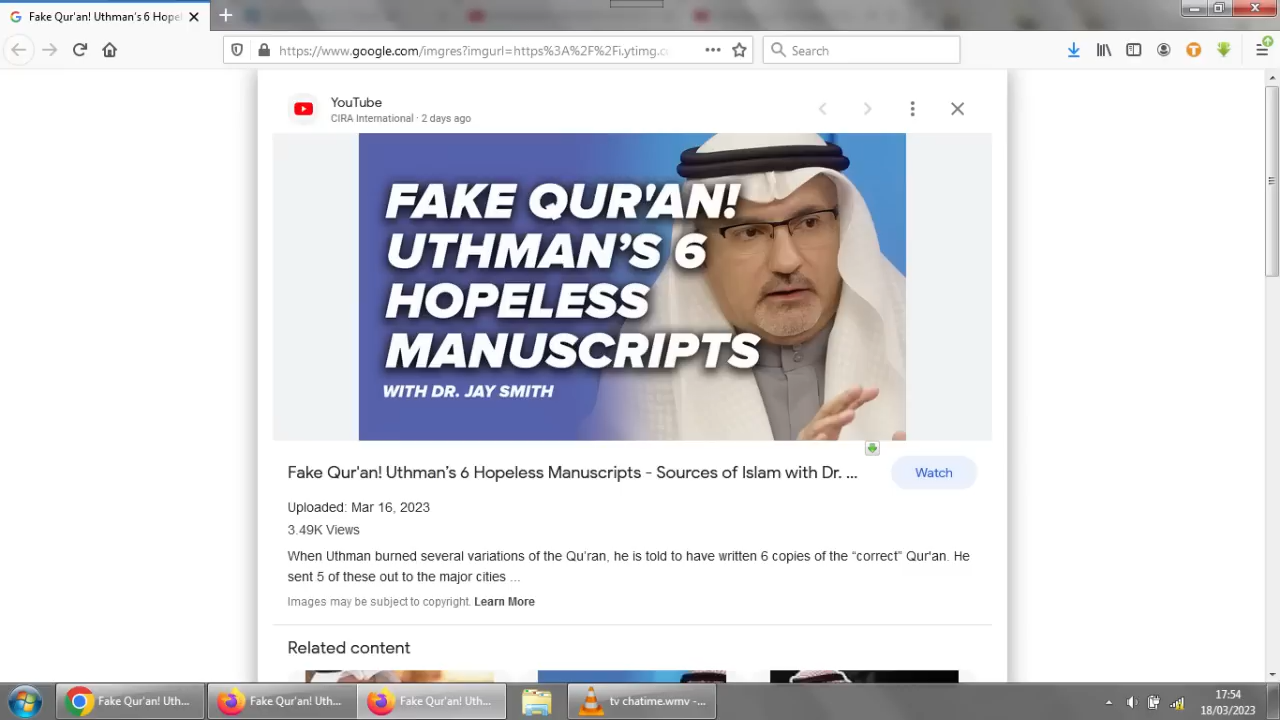 Fake Qur'an! Uthman's 6 Hopel
https://www.google.com/imgres?imgurl=https%3A%2F%2Fi.ytimg.c
Search
YouTube
CIRA International · 2 days ago
FAKE QUR'AN!
UTHMAN'S 6
HOPELESS
MANUSCRIPTS
WITH DR. JAY SMITH
Fake Qur'an! Uthman's 6 Hopeless Manuscripts - Sources of Islam with Dr. ...
Watch
Uploaded: Mar 16, 2023
3.49K Views
When Uthman burned several variations of the Qu'ran, he is told to have written 6 copies of the “correct” Qur'an. He
sent 5 of these out to the major cities ...
Images may be subject to copyright. Learn More
Related content
Fake Qur'an! Uth...
Fake Qur'an! Uth...
Fake Qur'an! Uth...
tv chatime.wmv -...
17:54
18/03/2023